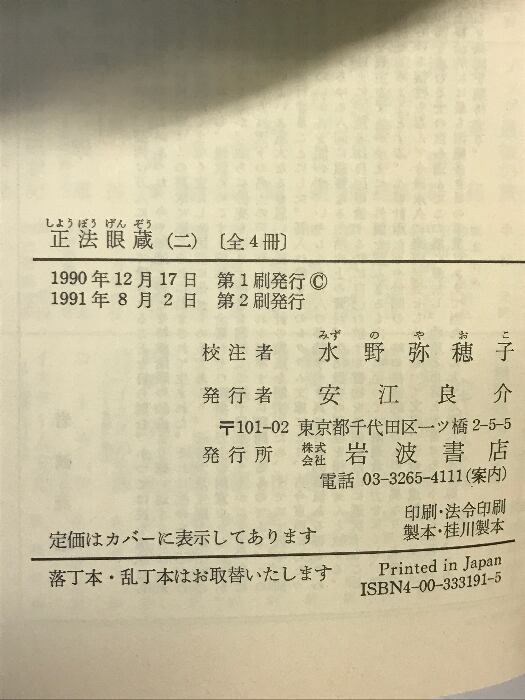 しようぼうげんぞう
正法眼蔵(二)〔全4冊〕
1990年12月17日 第1刷発行©
1991年8月2日 第2刷発行
みずのやおこ
校注者 水野弥穂子
発行者 安江良介
〒101-02 東京都千代田区一ツ橋2-5-5
発行所 株式会社 岩波書店
電話 03-3265-4111(案内)
印刷・法令印刷
定価はカバーに表示してあります 製本・桂川製本
落丁本・乱丁本はお取替いたします Printed in Japan
ISBN4-00-333191-5